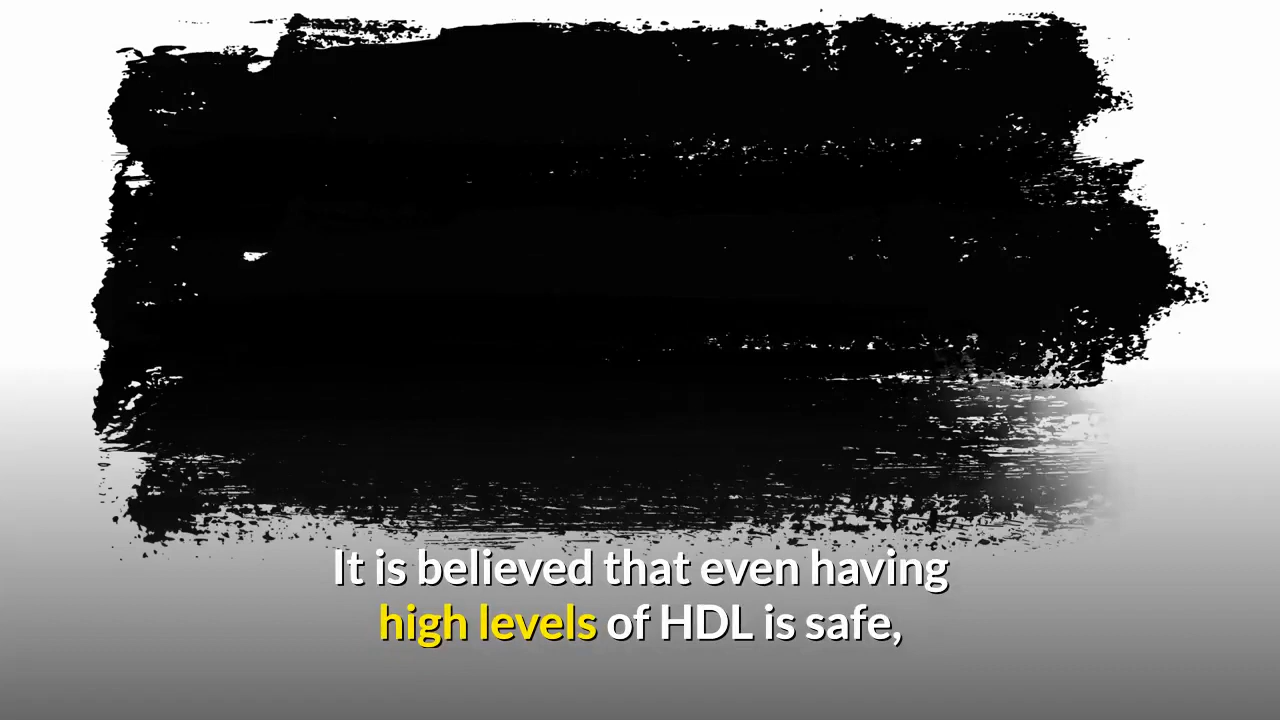 It is believed that even having
high levels of HDL is safe,